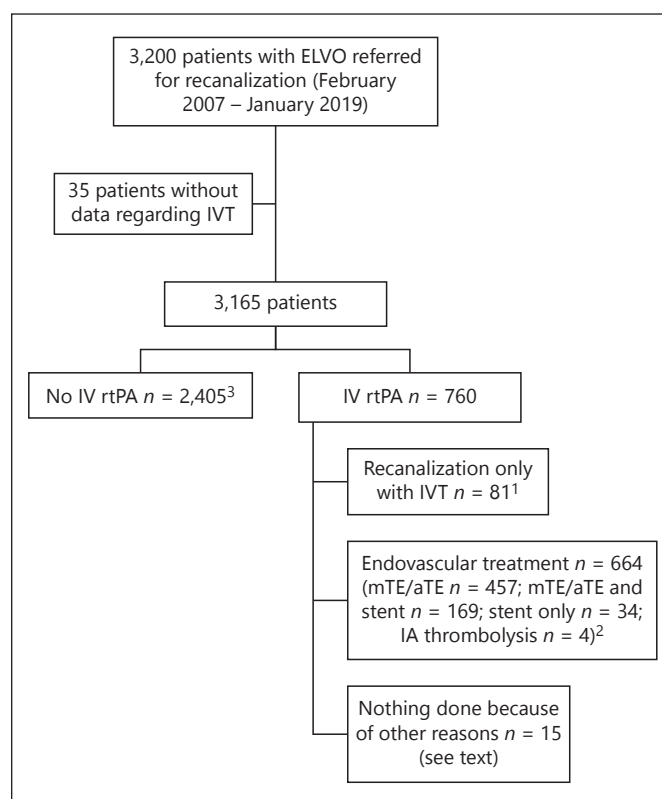 3,200 patients with ELVO referred
for recanalization (February
2007 – January 2019)
35 patients without
data regarding IVT
3,165 patients
No IV rtPA n = 2,405³
IV rtPA n = 760
Recanalization only
with IVT n = 81¹
Endovascular treatment n = 664
(mTE/aTE n = 457; mTE/aTE and
stent n = 169; stent only n = 34;
IA thrombolysis n = 4)²
Nothing done because
of other reasons n = 15
(see text)